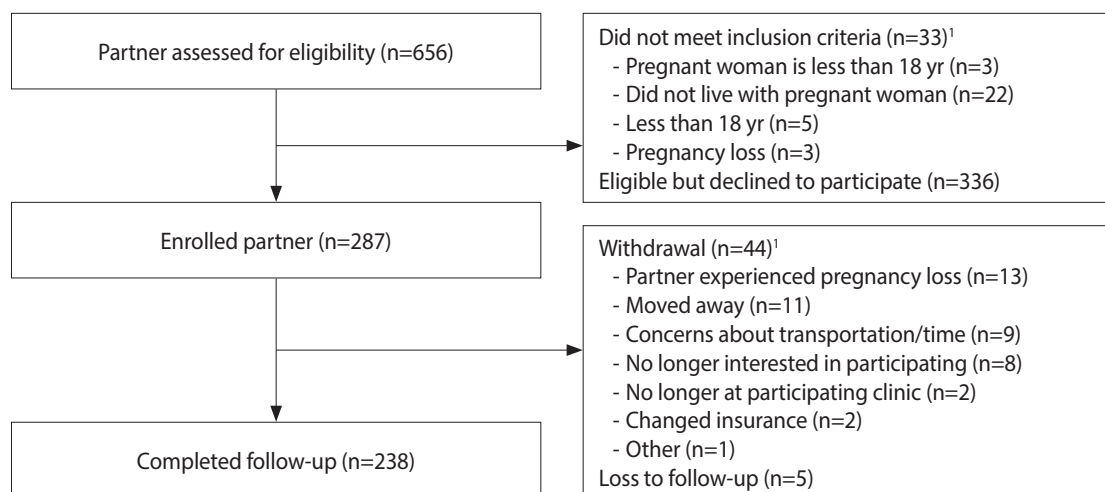 Partner assessed for eligibility (n=656)
Did not meet inclusion criteria (n=33)¹
- Pregnant woman is less than 18 yr (n=3)
- Did not live with pregnant woman (n=22)
- Less than 18 yr (n=5)
- Pregnancy loss (n=3)
Eligible but declined to participate (n=336)
Enrolled partner (n=287)
Withdrawal (n=44)¹
- Partner experienced pregnancy loss (n=13)
- Moved away (n=11)
- Concerns about transportation/time (n=9)
- No longer interested in participating (n=8)
- No longer at participating clinic (n=2)
- Changed insurance (n=2)
- Other (n=1)
Loss to follow-up (n=5)
Completed follow-up (n=238)